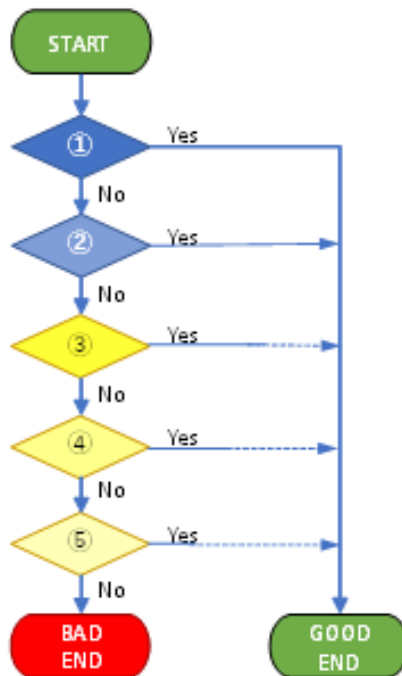 START
①
Yes
No
②
Yes
No
③
Yes
No
④
Yes
No
⑤
Yes
No
BAD
END
GOOD
END